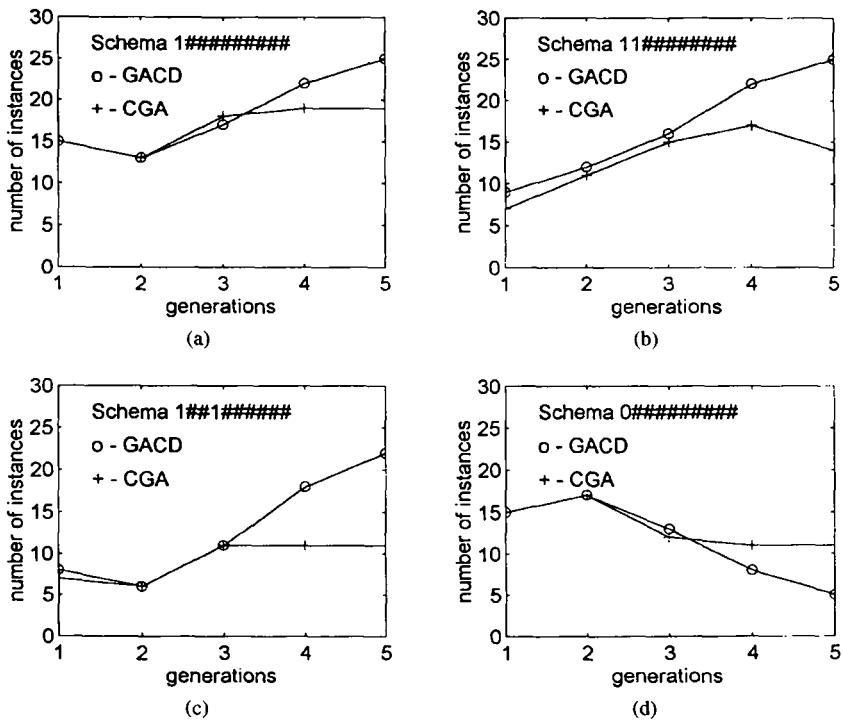 30
25
20
15
10
5
0
number of instances
Schema 1#########
o - GACD
+ - CGA
1 2 3 4 5
generations
(a)
30
25
20
15
10
5
0
number of instances
Schema 11########
o - GACD
+ - CGA
1 2 3 4 5
generations
(b)
30
25
20
15
10
5
0
number of instances
Schema 1##1######
o - GACD
+ - CGA
1 2 3 4 5
generations
(c)
30
25
20
15
10
5
0
number of instances
Schema 0#########
o - GACD
+ - CGA
1 2 3 4 5
generations
(d)